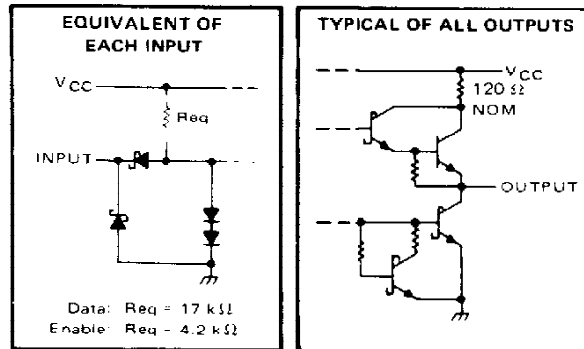 EQUIVALENT OF
EACH INPUT
VCC
Req
INPUT
Data: Req = 17 kΩ
Enable: Req - 4.2 kΩ
TYPICAL OF ALL OUTPUTS
VCC
120 Ω
NOM
OUTPUT